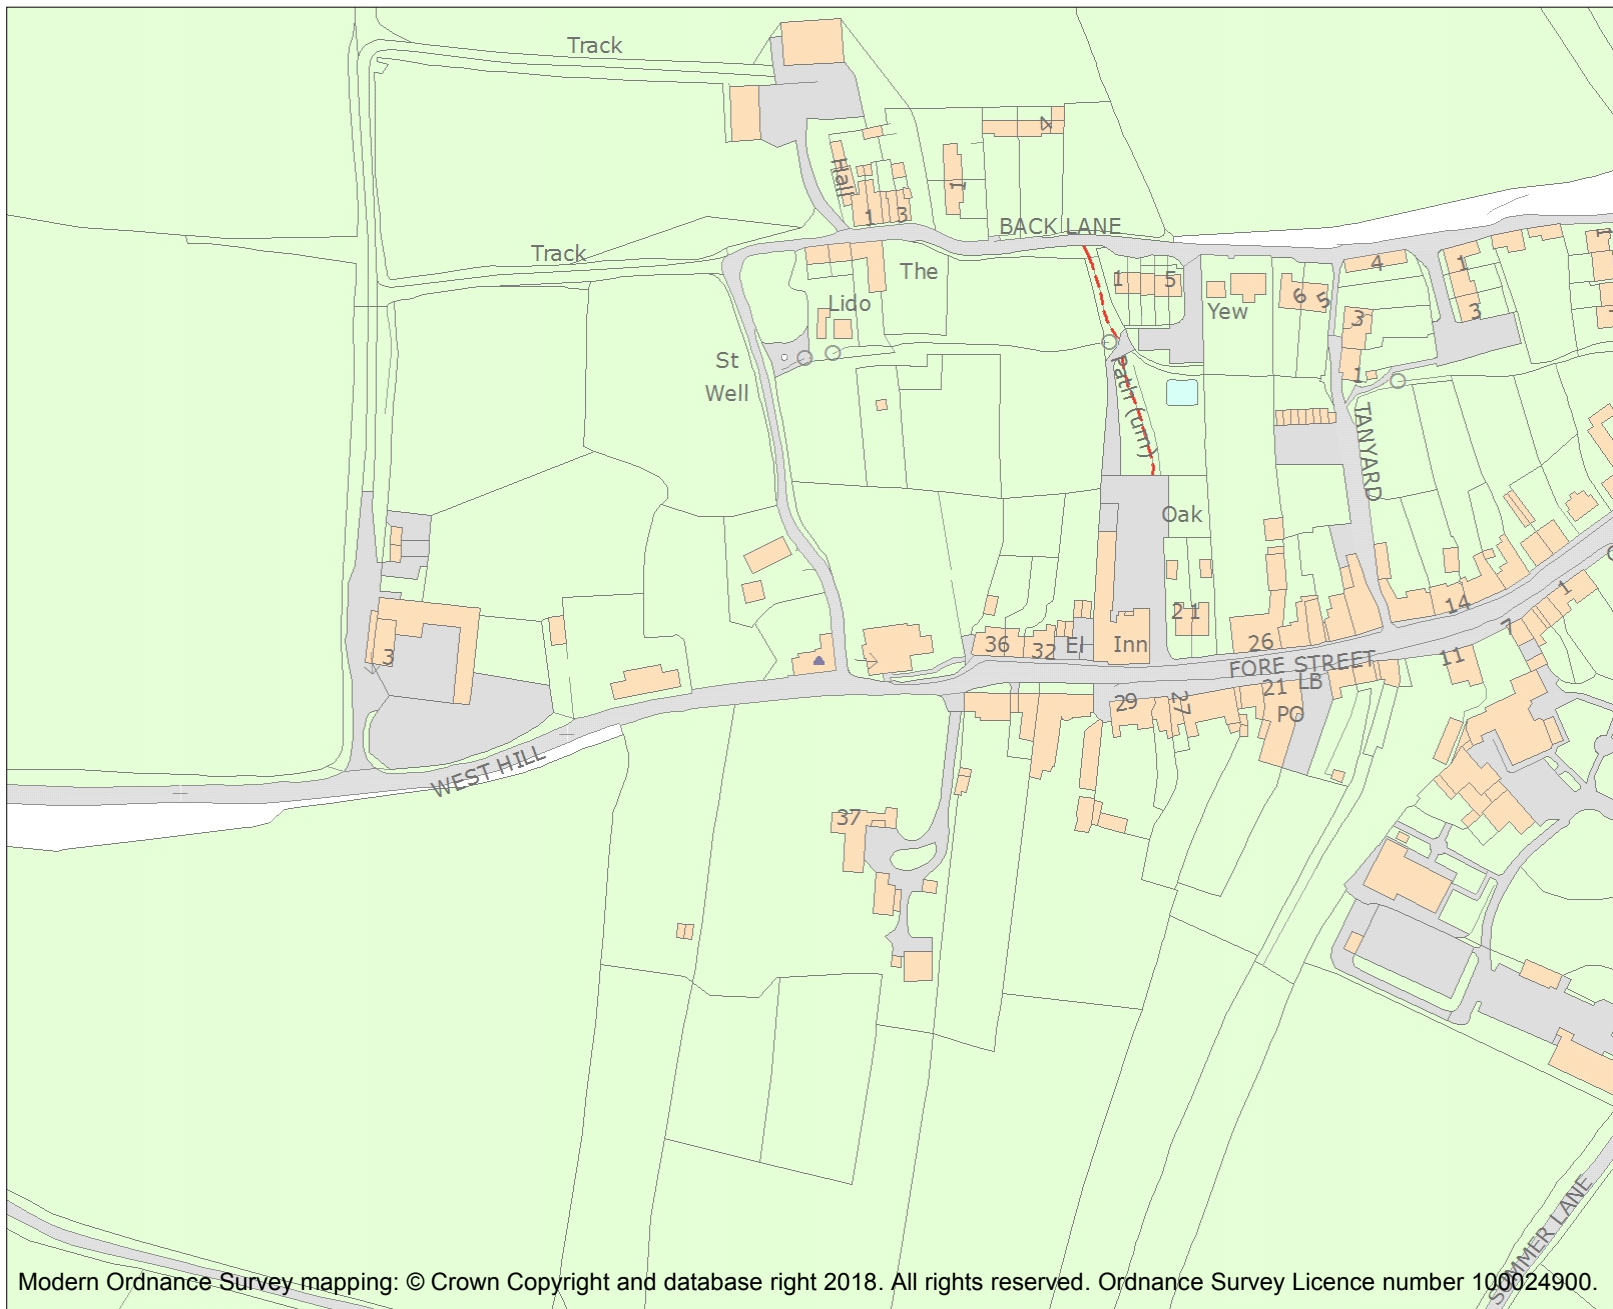 Track
4
Hall
1
1
3
BACK LANE
Track
The
1
5
4
1
Lido
Yew
6
5
3
3
St
Well
1
Path (um)
TANYARD
Oak
3
36
32
El
Inn
2
1
26
14
1
7
FORE STREET
11
29
27
21
LB
PO
WEST HILL
37
SUMMER LANE
Modern Ordnance Survey mapping: © Crown Copyright and database right 2018. All rights reserved. Ordnance Survey Licence number 100024900.